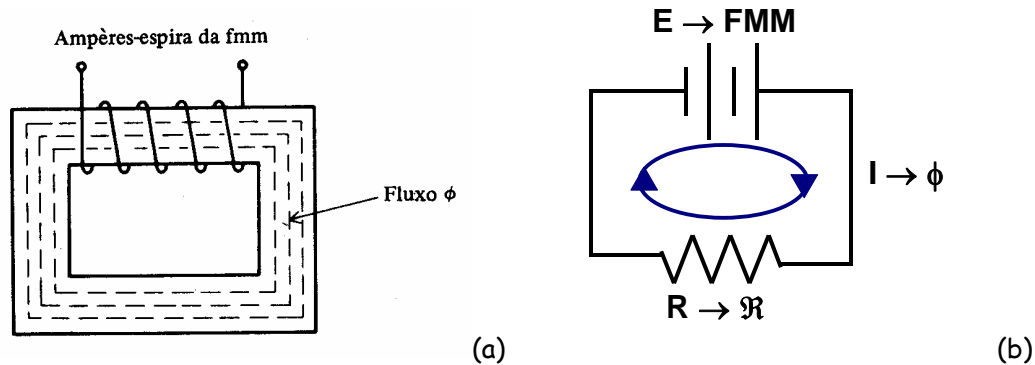 Ampères-espira da fmm
Fluxo ϕ
(a)
E → FMM
I → ϕ
R → ℜ
(b)